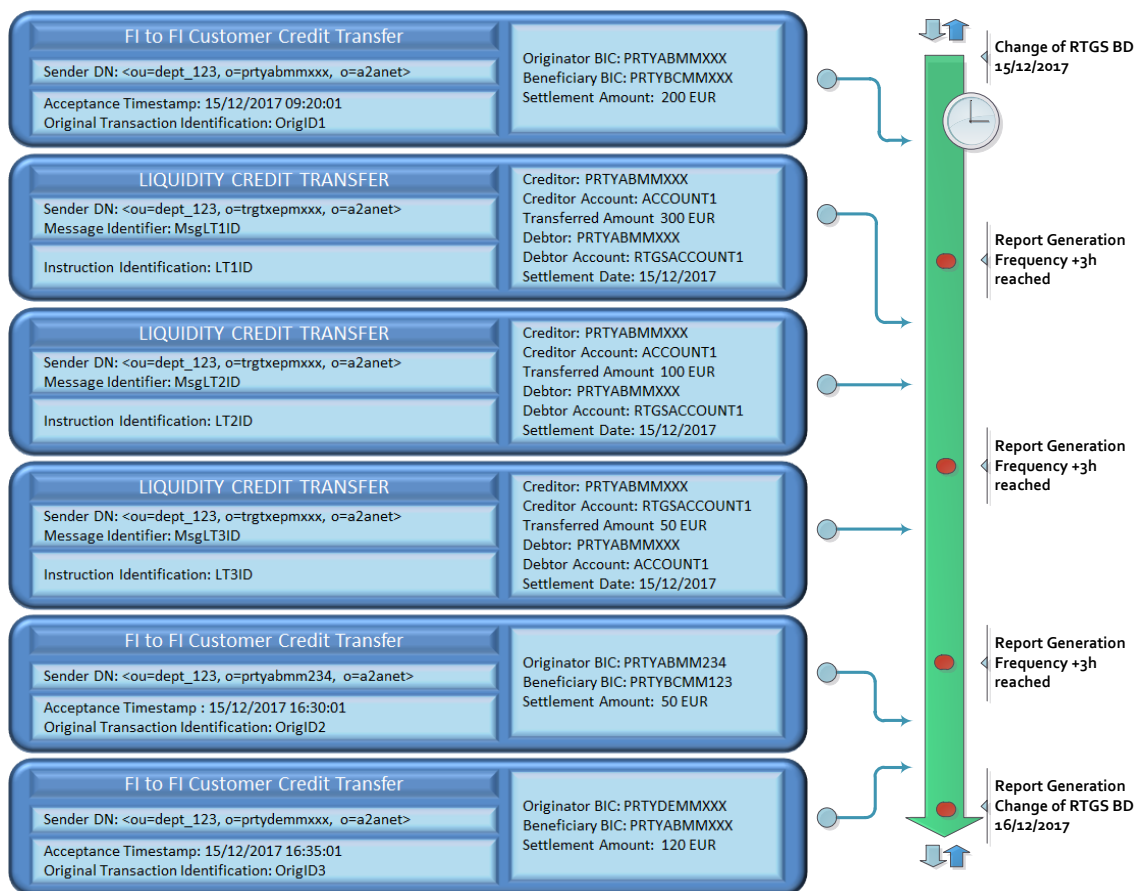 FI to FI Customer Credit Transfer
Sender DN: <ou=dept_123, o=prtyabmmxxx, o=a2anet>
Acceptance Timestamp: 15/12/2017 09:20:01
Original Transaction Identification: OrigID1
Originator BIC: PRTYABMMXXX
Beneficiary BIC: PRTYBCMMXXX
Settlement Amount: 200 EUR
Change of RTGS BD
15/12/2017
LIQUIDITY CREDIT TRANSFER
Sender DN: <ou=dept_123, o=trgtxepmxxx, o=a2anet>
Message Identifier: MsgLT1ID
Instruction Identification: LT1ID
Creditor: PRTYABMMXXX
Creditor Account: ACCOUNT1
Transferred Amount 300 EUR
Debtor: PRTYABMMXXX
Debtor Account: RTGSACCOUNT1
Settlement Date: 15/12/2017
Report Generation
Frequency +3h
reached
LIQUIDITY CREDIT TRANSFER
Sender DN: <ou=dept_123, o=trgtxepmxxx, o=a2anet>
Message Identifier: MsgLT2ID
Instruction Identification: LT2ID
Creditor: PRTYABMMXXX
Creditor Account: ACCOUNT1
Transferred Amount 100 EUR
Debtor: PRTYABMMXXX
Debtor Account: RTGSACCOUNT1
Settlement Date: 15/12/2017
Report Generation
Frequency +3h
reached
LIQUIDITY CREDIT TRANSFER
Sender DN: <ou=dept_123, o=trgtxepmxxx, o=a2anet>
Message Identifier: MsgLT3ID
Instruction Identification: LT3ID
Creditor: PRTYABMMXXX
Creditor Account: RTGSACCOUNT1
Transferred Amount 50 EUR
Debtor: PRTYABMMXXX
Debtor Account: ACCOUNT1
Settlement Date: 15/12/2017
FI to FI Customer Credit Transfer
Sender DN: <ou=dept_123, o=prtyabmm234, o=a2anet>
Acceptance Timestamp : 15/12/2017 16:30:01
Original Transaction Identification: OrigID2
Originator BIC: PRTYABMM234
Beneficiary BIC: PRTYBCMM123
Settlement Amount: 50 EUR
Report Generation
Frequency +3h
reached
FI to FI Customer Credit Transfer
Sender DN: <ou=dept_123, o=prtydemmxxx, o=a2anet>
Acceptance Timestamp: 15/12/2017 16:35:01
Original Transaction Identification: OrigID3
Originator BIC: PRTYDEMMXXX
Beneficiary BIC: PRTYABMMXXX
Settlement Amount: 120 EUR
Report Generation
Change of RTGS BD
16/12/2017